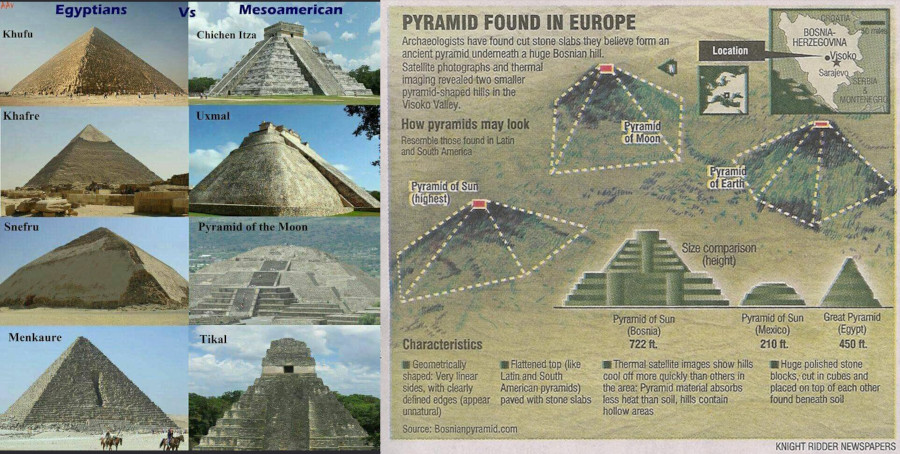 AAV
Egyptians Vs Mesoamerican
Khufu
Chichen Itza
Khafre
Uxmal
Snefru
Pyramid of the Moon
Menkaure
Tikal
PYRAMID FOUND IN EUROPE
Archaeologists have found cut stone slabs they believe form an
ancient pyramid underneath a huge Bosnian hill.
Satellite photographs and thermal
imaging revealed two smaller
pyramid-shaped hills in the
Visoko Valley.
How pyramids may look
Resemble those found in Latin
and South America
Location
CROATIA
50 miles
BOSNIA-
HERZEGOVINA
Visoko
Sarajevo
SERBIA
&
MONTENEGRO
N
Pyramid
of Moon
Pyramid
of Earth
Pyramid of Sun
(highest)
Size comparison
(height)
Pyramid of Sun
(Bosnia)
722 ft.
Pyramid of Sun
(Mexico)
210 ft.
Great Pyramid
(Egypt)
450 ft.
Characteristics
Geometrically
shaped: Very linear
sides, with clearly
defined edges (appear
unnatural)
Flattened top (like
Latin and South
American-pyramids)
paved with stone slabs
Thermal satellite images show hills
cool off more quickly than others in
the area: Pyramid material absorbs
less heat than soil, hills contain
hollow areas
Huge polished stone
blocks, cut in cubes and
placed on top of each other
found beneath soil
Source: Bosnianpyramid.com
KNIGHT RIDDER NEWSPAPERS